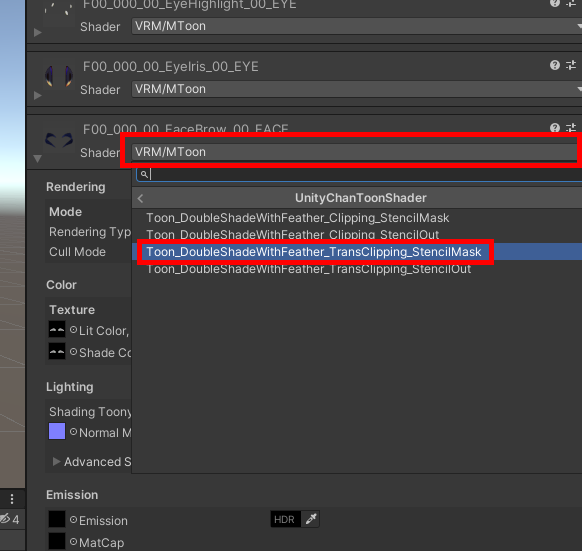 F00_000_00_EyeHighlight_00_EYE
Shader VRM/MToon
F00_000_00_EyeIris_00_EYE
Shader VRM/MToon
F00_000_00_FaceBrow_00_FACE
Shader VRM/MToon
Rendering
UnityChanToonShader
Mode
Toon_DoubleShadeWithFeather_Clipping_StencilMask
Rendering Typ
Toon_DoubleShadeWithFeather_Clipping_StencilOut
Cull Mode
Toon_DoubleShadeWithFeather_TransClipping_StencilMask
Toon_DoubleShadeWithFeather_TransClipping_StencilOut
Color
Texture
Lit Color,
Shade Co
Lighting
Shading Toony
Normal M
Advanced S
Emission
4
Emission HDR
MatCap